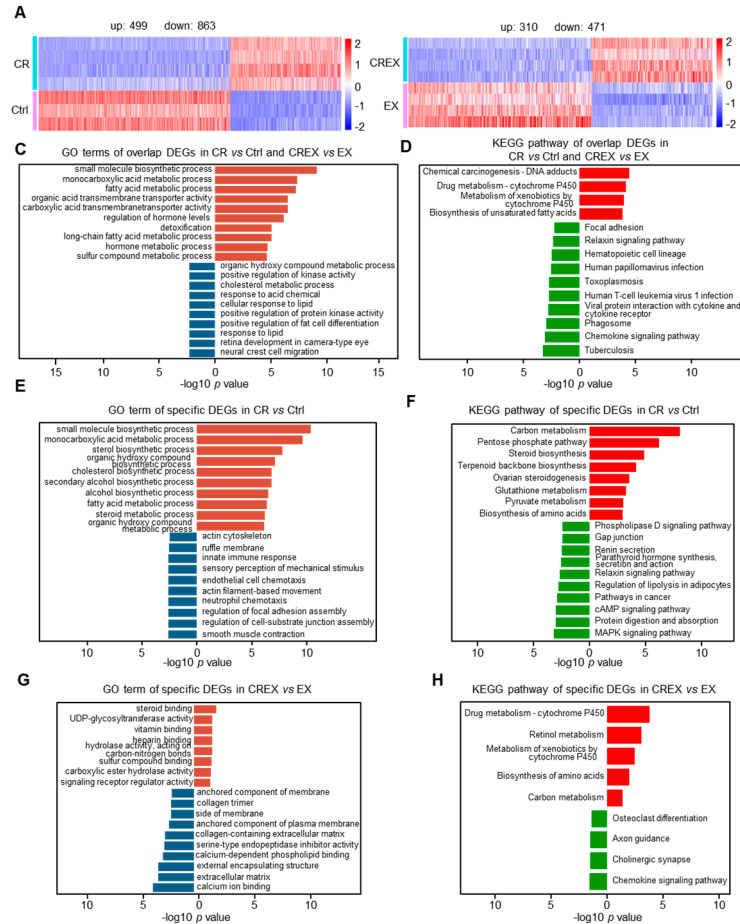 A
up: 499 down: 863
up: 310 down: 471
CR
Ctrl
2
1
0
-1
-2
CREX
EX
2
1
0
-1
-2
C
GO terms of overlap DEGs in CR vs Ctrl and CREX vs EX
small molecule biosynthetic process
monocarboxylic acid metabolic process
fatty acid metabolic process
organic acid transmembrane transporter activity
carboxylic acid transmembranetransporter activity
regulation of hormone levels
detoxification
long-chain fatty acid metabolic process
hormone metabolic process
sulfur compound metabolic process
organic hydroxy compound metabolic process
positive regulation of kinase activity
cholesterol metabolic process
response to acid chemical
cellular response to lipid
positive regulation of protein kinase activity
positive regulation of fat cell differentiation
response to lipid
retina development in camera-type eye
neural crest cell migration
15 10 5 0 5 10 15
-log10 p value
D
KEGG pathway of overlap DEGs in
CR vs Ctrl and CREX vs EX
Chemical carcinogenesis - DNA adducts
Drug metabolism - cytochrome P450
Metabolism of xenobiotics by
cytochrome P450
Biosynthesis of unsaturated fatty acids
Focal adhesion
Relaxin signaling pathway
Hematopoietic cell lineage
Human papillomavirus infection
Toxoplasmosis
Human T-cell leukemia virus 1 infection
Viral protein interaction with cytokine and
cytokine receptor
Phagosome
Chemokine signaling pathway
Tuberculosis
10 5 0 5 10
-log10 p value
E
GO term of specific DEGs in CR vs Ctrl
small molecule biosynthetic process
monocarboxylic acid metabolic process
sterol biosynthetic process
organic hydroxy compound
biosynthetic process
cholesterol biosynthetic process
secondary alcohol biosynthetic process
alcohol biosynthetic process
fatty acid metabolic process
steroid metabolic process
organic hydroxy compound
metabolic process
actin cytoskeleton
ruffle membrane
innate immune response
sensory perception of mechanical stimulus
endothelial cell chemotaxis
actin filament-based movement
neutrophil chemotaxis
regulation of focal adhesion assembly
regulation of cell-substrate junction assembly
smooth muscle contraction
10 5 0 5 10
-log10 p value
F
KEGG pathway of specific DEGs in CR vs Ctrl
Carbon metabolism
Pentose phosphate pathway
Steroid biosynthesis
Terpenoid backbone biosynthesis
Ovarian steroidogenesis
Glutathione metabolism
Pyruvate metabolism
Biosynthesis of amino acids
Phospholipase D signaling pathway
Gap junction
Renin secretion
Parathyroid hormone synthesis,
secretion and action
Relaxin signaling pathway
Regulation of lipolysis in adipocytes
Pathways in cancer
cAMP signaling pathway
Protein digestion and absorption
MAPK signaling pathway
10 5 0 5 10
-log10 p value
G
GO term of specific DEGs in CREX vs EX
steroid binding
UDP-glycosyltransferase activity
vitamin binding
heparin binding
hydrolase activity, acting on
carbon-nitrogen bonds
sulfur compound binding
carboxylic ester hydrolase activity
signaling receptor regulator activity
anchored component of membrane
collagen trimer
side of membrane
anchored component of plasma membrane
collagen-containing extracellular matrix
serine-type endopeptidase inhibitor activity
calcium-dependent phospholipid binding
external encapsulating structure
extracellular matrix
calcium ion binding
10 5 0 5 10
-log10 p value
H
KEGG pathway of specific DEGs in CREX vs EX
Drug metabolism - cytochrome P450
Retinol metabolism
Metabolism of xenobiotics by
cytochrome P450
Biosynthesis of amino acids
Carbon metabolism
Osteoclast differentiation
Axon guidance
Cholinergic synapse
Chemokine signaling pathway
10 5 0 5 10
-log10 p value